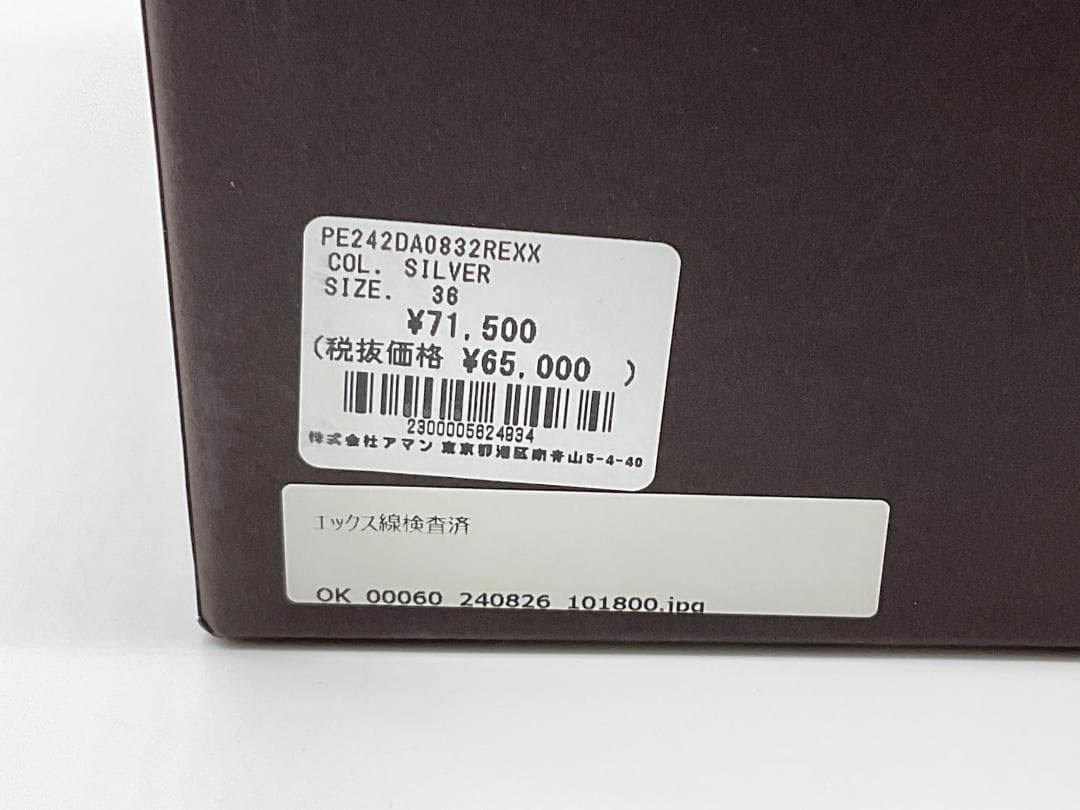 PE242DA0832REXX
COL. SILVER
SIZE. 36
¥71,500
(税抜価格 ¥65,000 )
2300005624934
株式会社アマン 東京都港区南青山5-4-40
エックス線検査済
OK 00060 240826 101800.jpg